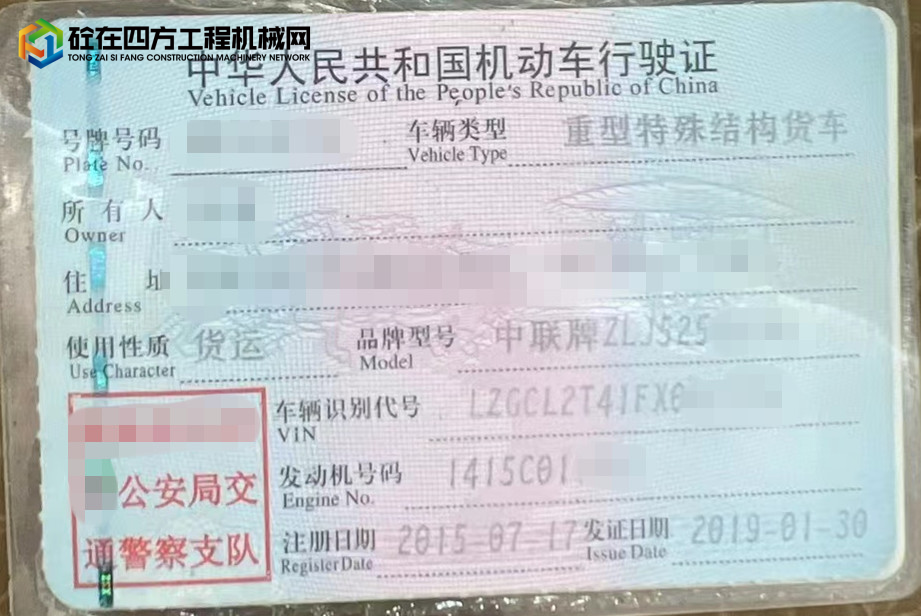 砼在四方工程机械网
TONG ZAI SI FANG CONSTRUCTION MACHINERY NETWORK
中华人民共和国机动车行驶证
Vehicle License of the People's Republic of China
号牌号码
Plate No.
车辆类型 重型特殊结构货车
Vehicle Type
所有人
Owner
住址
Address
使用性质 货运
Use Character
品牌型号 中联牌ZLJ525
Model
车辆识别代号 LZGCL2T41FX6
VIN
发动机号码 1415C01
Engine No.
注册日期 2015-07-17
Register Date
发证日期 2019-01-30
Issue Date
公安局交
通警察支队